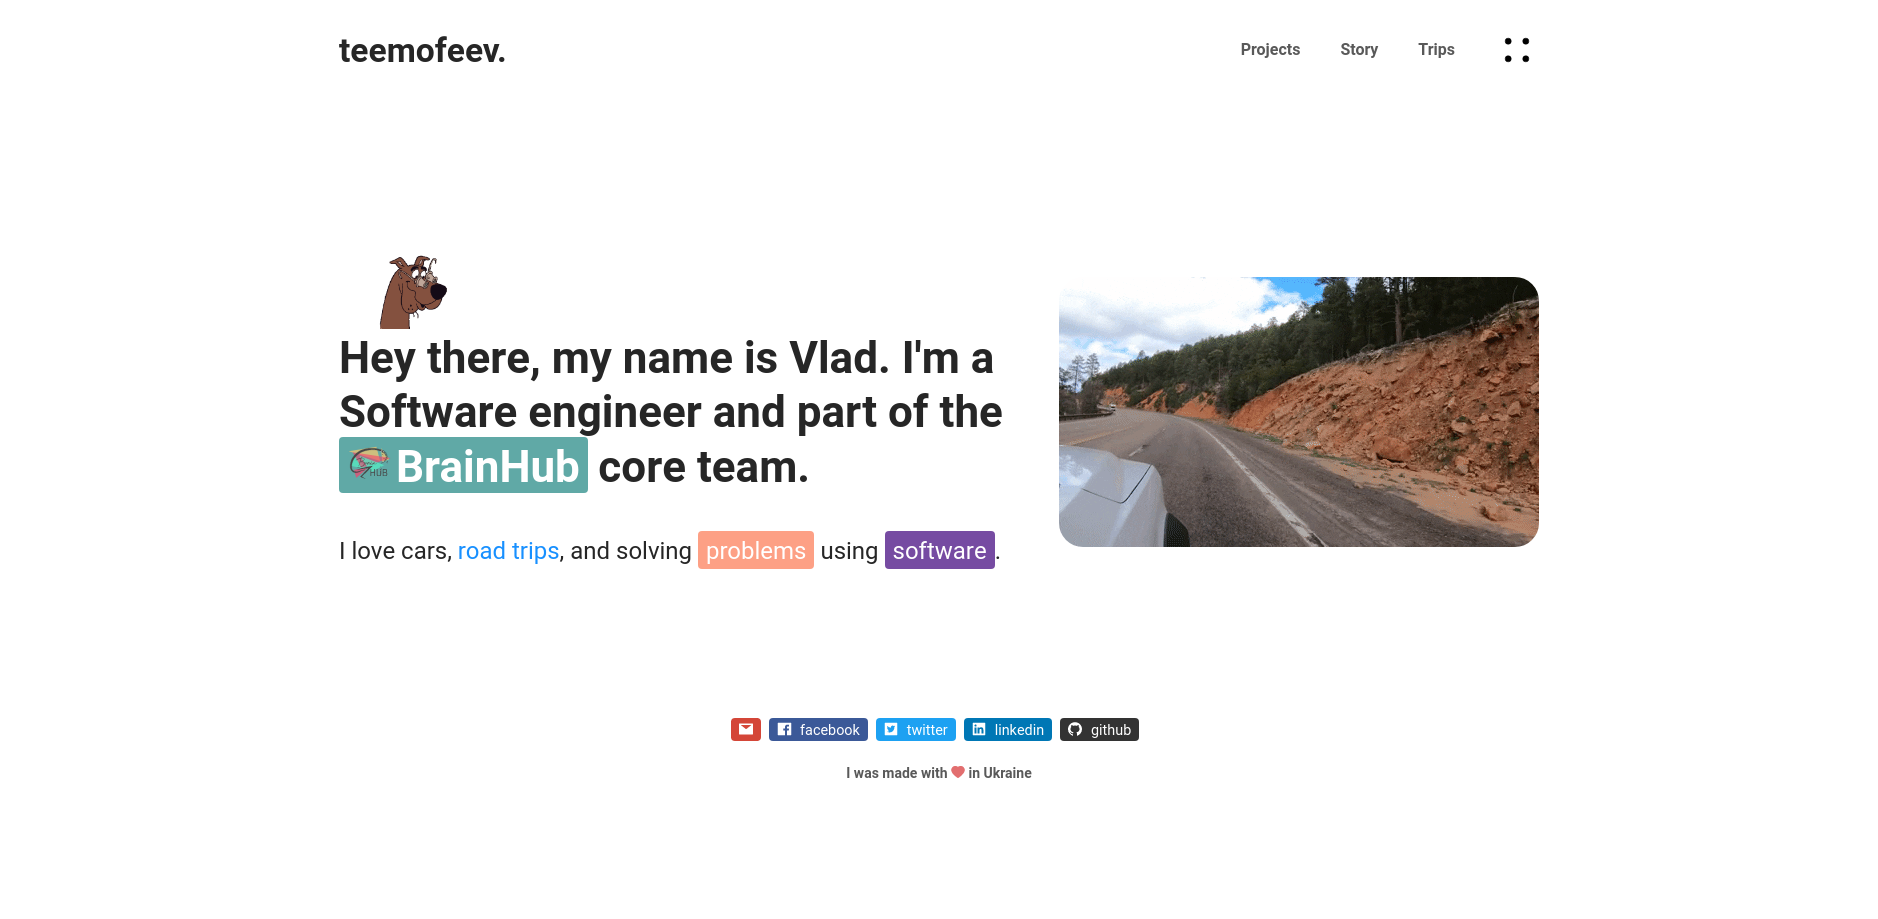 teemofeev.
Projects
Story
Trips
Hey there, my name is Vlad. I'm a
Software engineer and part of the
HUB BrainHub core team.
I love cars, road trips, and solving problems using software.
facebook
twitter
linkedin
github
I was made with in Ukraine